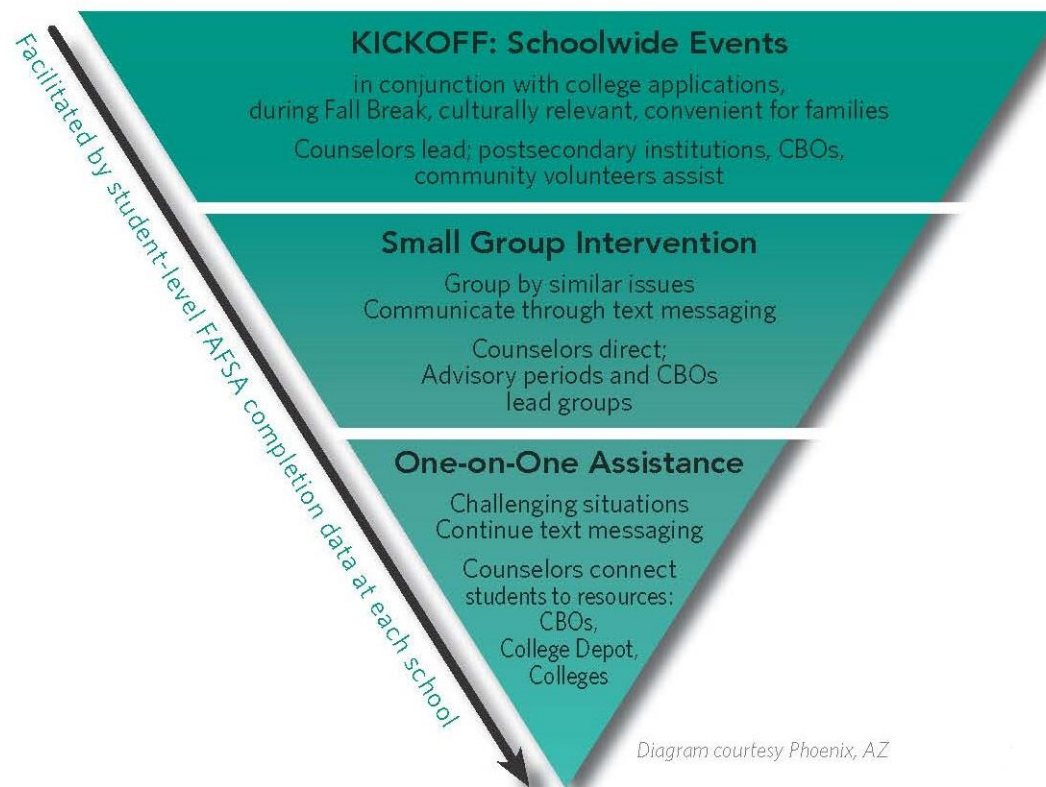 KICKOFF: Schoolwide Events
in conjunction with college applications,
during Fall Break, culturally relevant, convenient for families
Counselors lead; postsecondary institutions, CBOs,
community volunteers assist
Small Group Intervention
Group by similar issues
Communicate through text messaging
Counselors direct;
Advisory periods and CBOs
lead groups
One-on-One Assistance
Challenging situations
Continue text messaging
Counselors connect
students to resources:
CBOs,
College Depot,
Colleges
Facilitated by student-level FAFSA completion data at each school
Diagram courtesy Phoenix, AZ